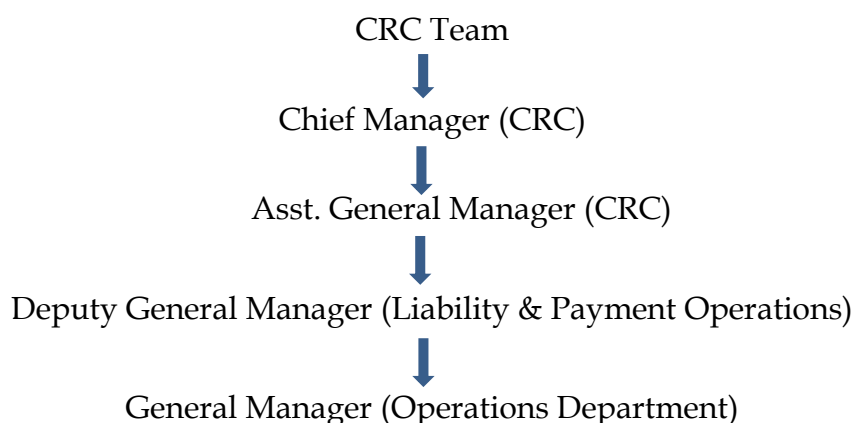 CRC Team
Chief Manager (CRC)
Asst. General Manager (CRC)
Deputy General Manager (Liability & Payment Operations)
General Manager (Operations Department)